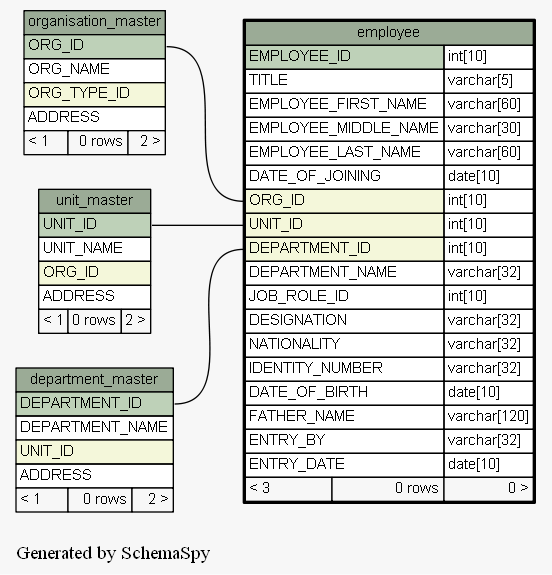 organisation_master
ORG_ID
ORG_NAME
ORG_TYPE_ID
ADDRESS
< 1 0 rows 2 >
unit_master
UNIT_ID
UNIT_NAME
ORG_ID
ADDRESS
< 1 0 rows 2 >
department_master
DEPARTMENT_ID
DEPARTMENT_NAME
UNIT_ID
ADDRESS
< 1 0 rows 2 >
employee
EMPLOYEE_ID int[10]
TITLE varchar[5]
EMPLOYEE_FIRST_NAME varchar[60]
EMPLOYEE_MIDDLE_NAME varchar[30]
EMPLOYEE_LAST_NAME varchar[60]
DATE_OF_JOINING date[10]
ORG_ID int[10]
UNIT_ID int[10]
DEPARTMENT_ID int[10]
DEPARTMENT_NAME varchar[32]
JOB_ROLE_ID int[10]
DESIGNATION varchar[32]
NATIONALITY varchar[32]
IDENTITY_NUMBER varchar[32]
DATE_OF_BIRTH date[10]
FATHER_NAME varchar[120]
ENTRY_BY varchar[32]
ENTRY_DATE date[10]
< 3 0 rows 0 >
Generated by SchemaSpy